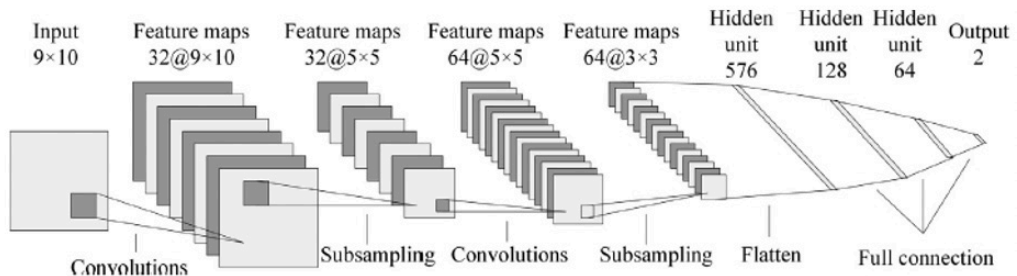 Input
9×10
Feature maps
32@9×10
Feature maps
32@5×5
Feature maps
64@5×5
Feature maps
64@3×3
Hidden
unit
576
Hidden
unit
128
Hidden
unit
64
Output
2
Convolutions
Subsampling
Convolutions
Subsampling
Flatten
Full connection